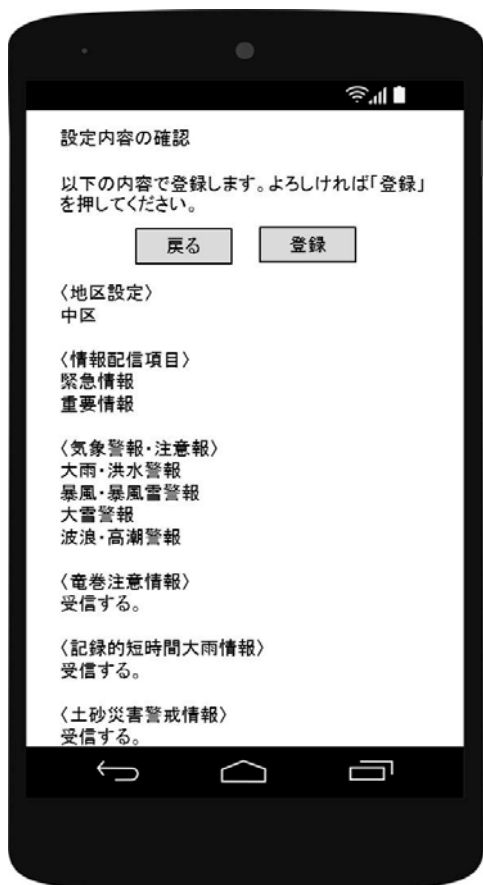 設定内容の確認
以下の内容で登録します。よろしければ「登録」
を押してください。
戻る 登録
〈地区設定〉
中区
〈情報配信項目〉
緊急情報
重要情報
〈気象警報・注意報〉
大雨・洪水警報
暴風・暴風雪警報
大雪警報
波浪・高潮警報
〈竜巻注意情報〉
受信する。
〈記録的短時間大雨情報〉
受信する。
〈土砂災害警戒情報〉
受信する。